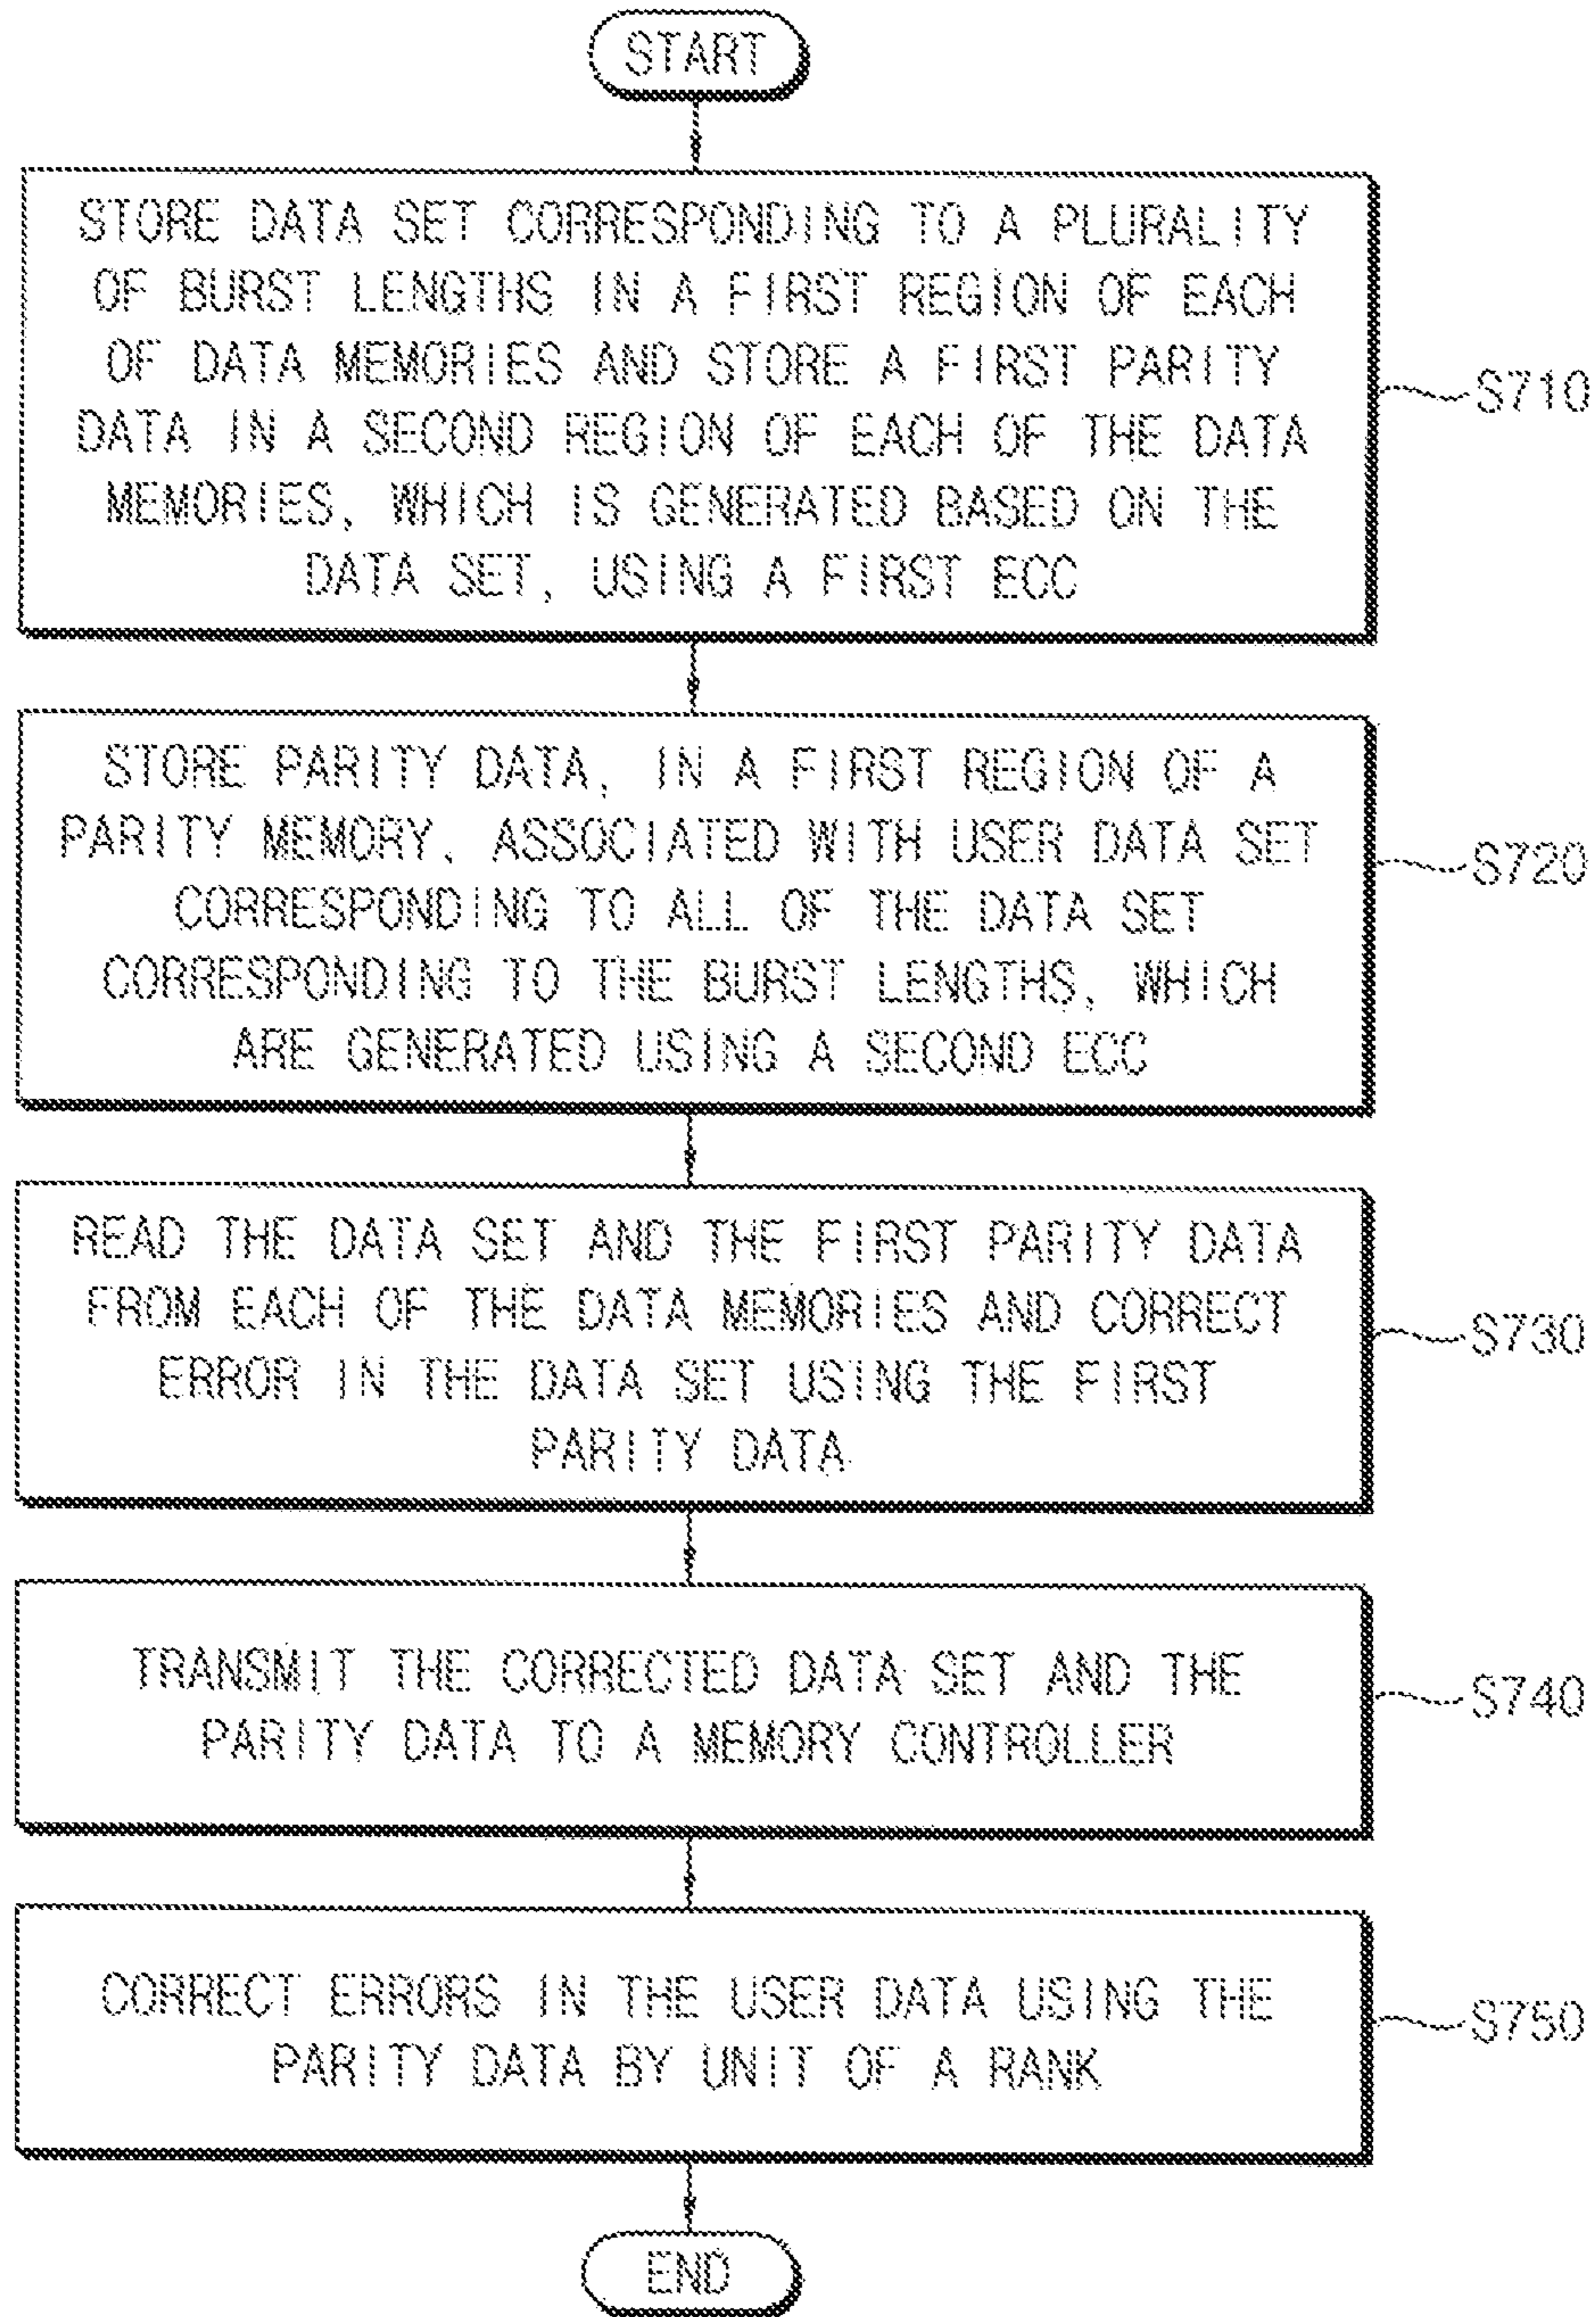 START
STORE DATA SET CORRESPONDING TO A PLURALITY
OF BURST LENGTHS IN A FIRST REGION OF EACH
OF DATA MEMORIES AND STORE A FIRST PARITY
DATA IN A SECOND REGION OF EACH OF THE DATA
MEMORIES, WHICH IS GENERATED BASED ON THE
DATA SET, USING A FIRST ECC
S710
STORE PARITY DATA, IN A FIRST REGION OF A
PARITY MEMORY, ASSOCIATED WITH USER DATA SET
CORRESPONDING TO ALL OF THE DATA SET
CORRESPONDING TO THE BURST LENGTHS, WHICH
ARE GENERATED USING A SECOND ECC
S720
READ THE DATA SET AND THE FIRST PARITY DATA
FROM EACH OF THE DATA MEMORIES AND CORRECT
ERROR IN THE DATA SET USING THE FIRST
PARITY DATA
S730
TRANSMIT THE CORRECTED DATA SET AND THE
PARITY DATA TO A MEMORY CONTROLLER
S740
CORRECT ERRORS IN THE USER DATA USING THE
PARITY DATA BY UNIT OF A RANK
S750
END